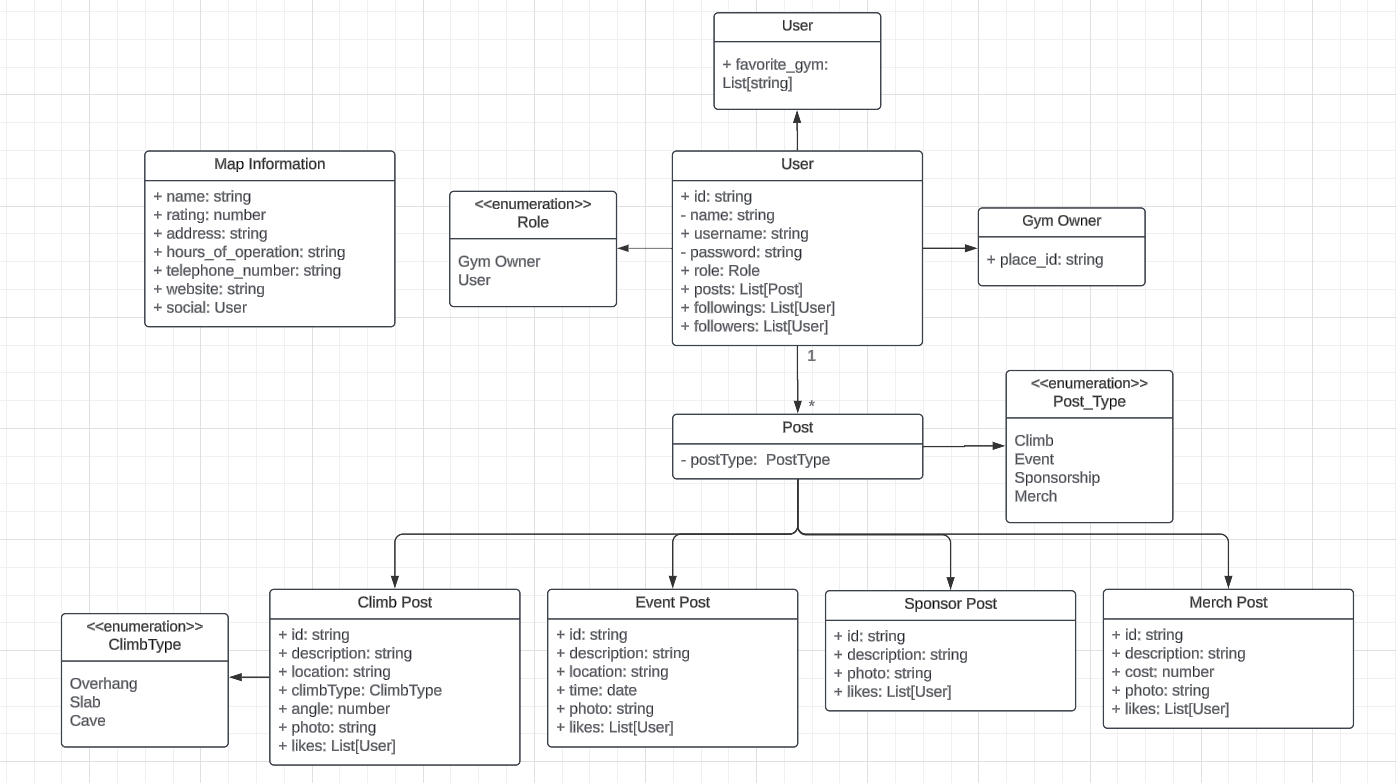 User
+ favorite_gym:
List[string]
Map Information
+ name: string
+ rating: number
+ address: string
+ hours_of_operation: string
+ telephone_number: string
+ website: string
+ social: User
<<enumeration>>
Role
Gym Owner
User
User
+ id: string
- name: string
+ username: string
- password: string
+ role: Role
+ posts: List[Post]
+ followings: List[User]
+ followers: List[User]
Gym Owner
+ place_id: string
1
*
Post
- postType:  PostType
<<enumeration>>
Post_Type
Climb
Event
Sponsorship
Merch
<<enumeration>>
ClimbType
Overhang
Slab
Cave
Climb Post
+ id: string
+ description: string
+ location: string
+ climbType: ClimbType
+ angle: number
+ photo: string
+ likes: List[User]
Event Post
+ id: string
+ description: string
+ location: string
+ time: date
+ photo: string
+ likes: List[User]
Sponsor Post
+ id: string
+ description: string
+ photo: string
+ likes: List[User]
Merch Post
+ id: string
+ description: string
+ cost: number
+ photo: string
+ likes: List[User]